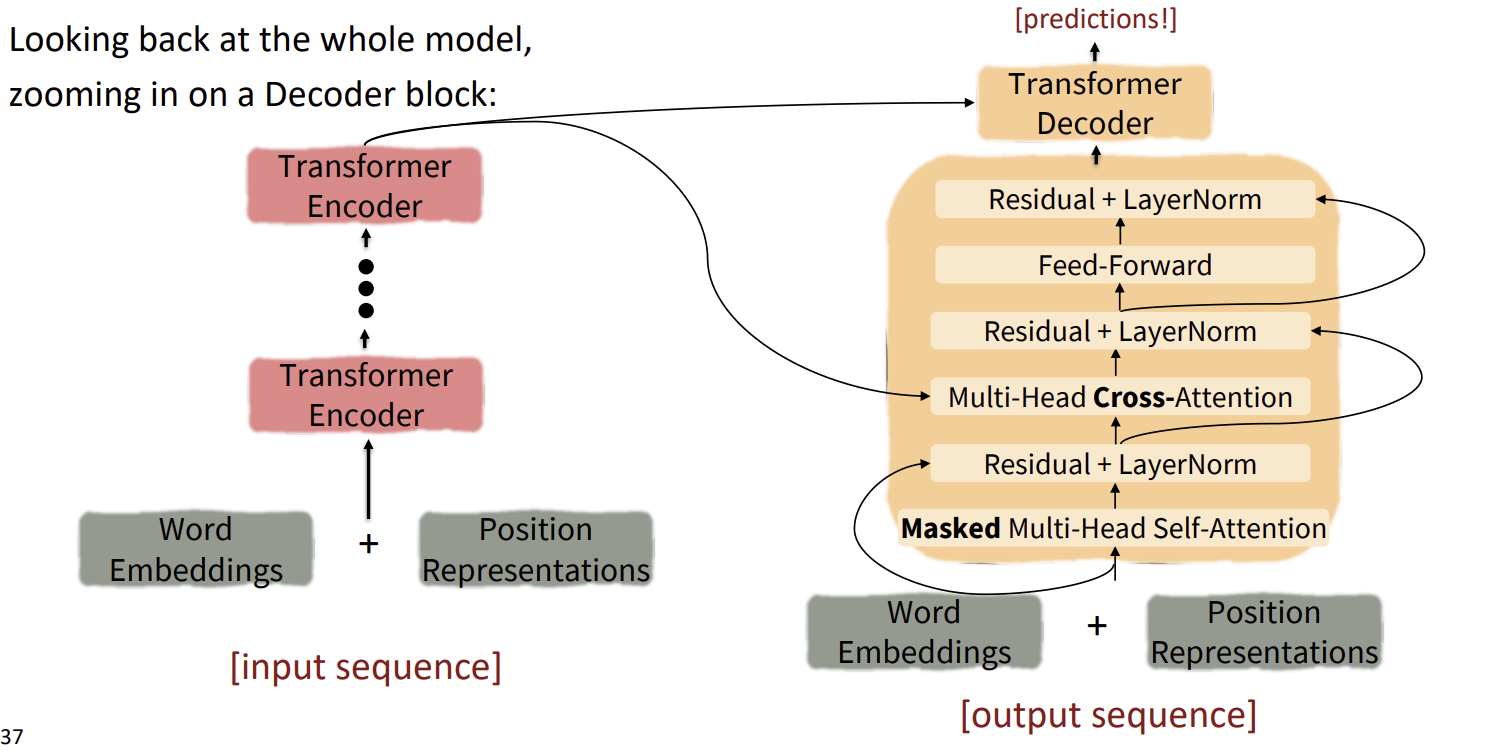 Looking back at the whole model,
zooming in on a Decoder block:
[predictions!]
Transformer
Decoder
Transformer
Encoder
Transformer
Encoder
Word
Embeddings
+
Position
Representations
[input sequence]
Residual + LayerNorm
Feed-Forward
Residual + LayerNorm
Multi-Head Cross-Attention
Residual + LayerNorm
Masked Multi-Head Self-Attention
Word
Embeddings
+
Position
Representations
[output sequence]
37